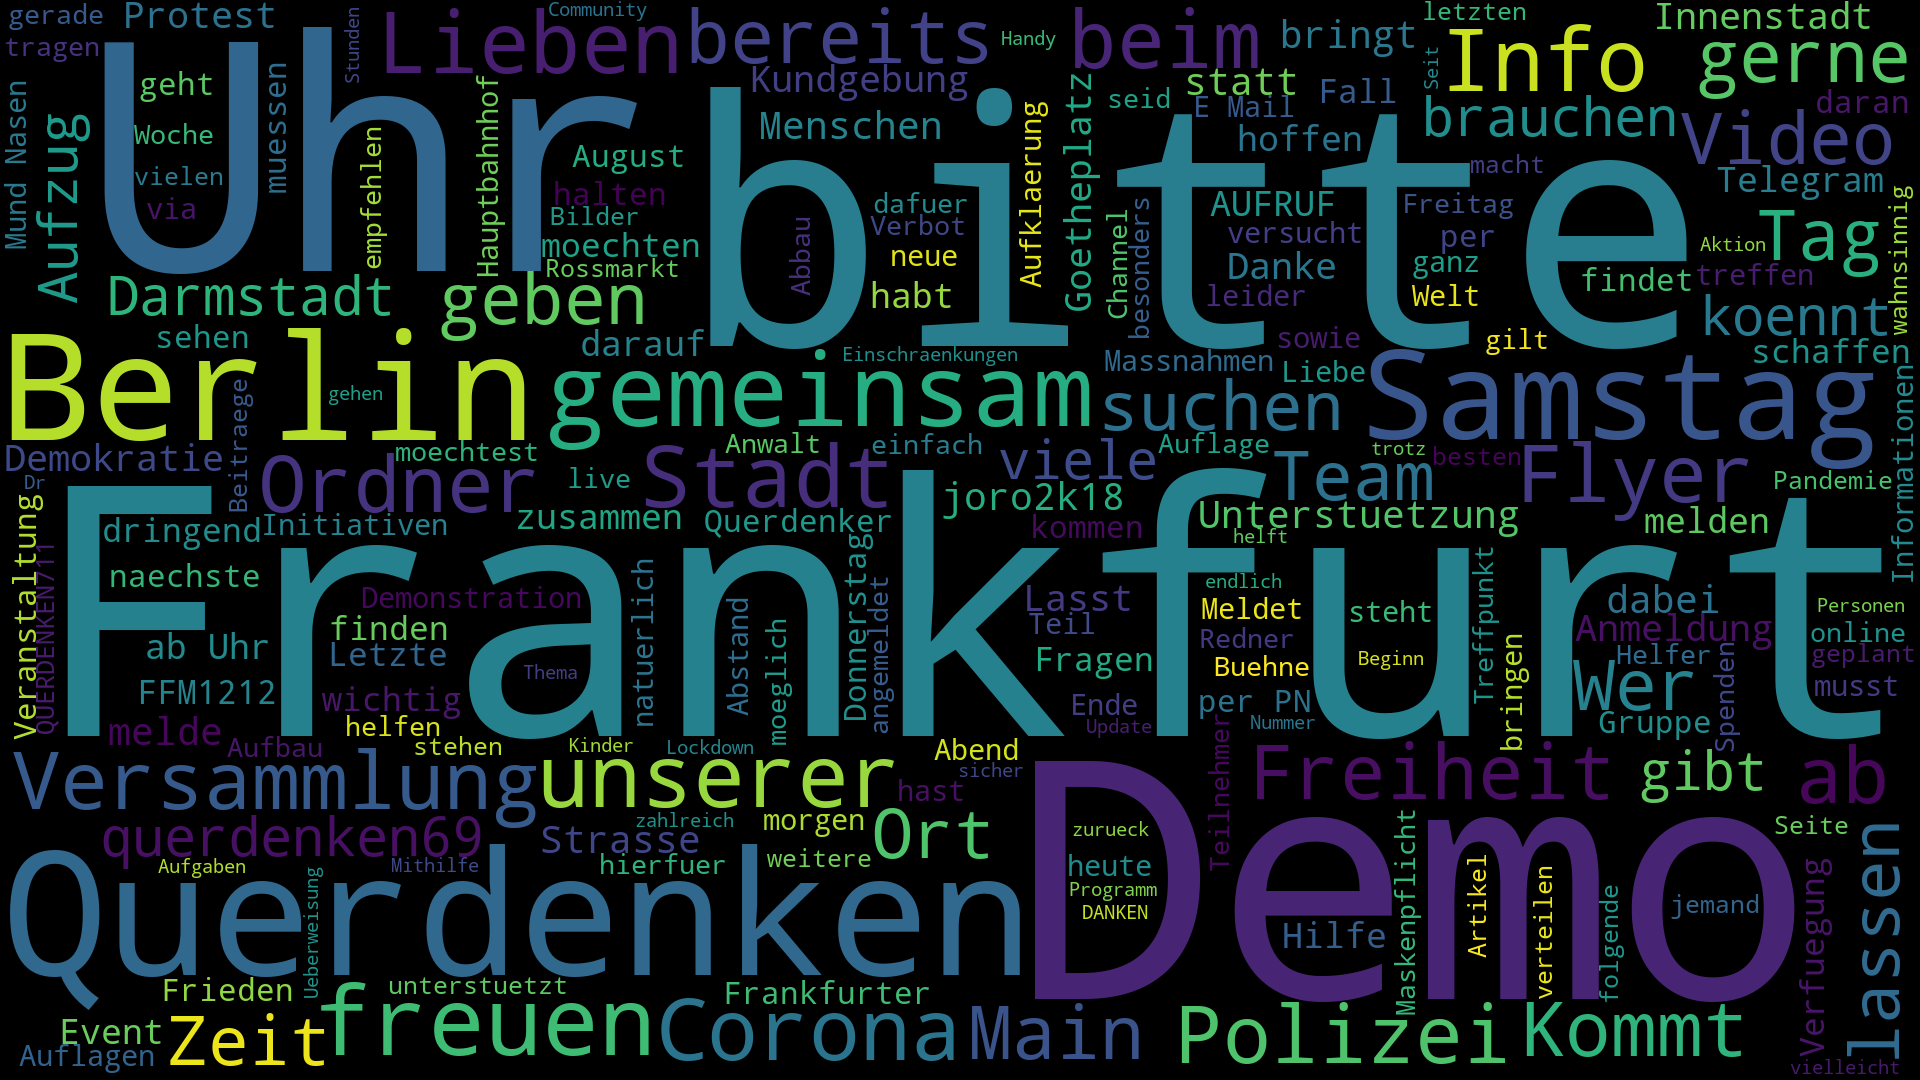 gerade
Protest
Community
letzten
Innenstadt
tragen
Uhr
Stunden
Lieben
bereits
Handy
beim
bringt
Seit
Info
gerne
geht
muessen
Kundgebung
statt
Mund Nasen
Aufzug
Woche
vielen
via
empfehlen
Hauptbahnhof
August
halten
Bilder
moechten
Rossmarkt
bitte
Menschen
dafuer
Verbot
Abbau
neue
habt
Aufklaerung
Goetheplatz
seid
Channel
besonders
E Mail
Fall
hoffen
AUFRUF
versucht
Danke
leider
brauchen
macht
Freitag
per
ganz
Welt
Video
daran
Telegram
Tag
Aktion
findet
treffen
wahnsinnig
Darmstadt
geben
sehen
darauf
Einschraenkungen
sowie
gilt
koennt
schaffen
Berlin
gehen
gemeinsam
Massnahmen
Liebe
suchen
Samstag
Informationen
Demokratie
Dr
Beitraege
moechtest
Ordner
Stadt
Anwalt
einfach
viele
Auflage
trotz
besten
Team
Flyer
Pandemie
live
joro2k18
kommen
Unterstuetzung
helft
melden
Veranstaltung
QUERDENKEN711
dringend
Initiativen
zusammen
Querdenker
Frankfurt
naechste
Demonstration
natuerlich
Abstand
moeglich
Donnerstag
angemeldet
Lasst
Teil
endlich
Meldet
Redner
steht
Treffpunkt
dabei
Personen
ab Uhr
finden
Letzte
Thema
Fragen
Buehne
Beginn
Anmeldung
online
Helfer
geplant
FFM1212
wichtig
Ende
per PN
bringen
Wer
Spenden
musst
melde
helfen
Update
Nummer
Gruppe
Aufbau
stehen
Kinder
Lockdown
Abend
sicher
Teilnehmer
Versammlung
unserer
hast
Demo
Freiheit
gibt
ab
querdenken69
Strasse
zahlreich
morgen
Ort
zurueck
Maskenpflicht
Seite
Aufgaben
Mithilfe
hierfuer
weitere
heute
Programm
DANKEN
Artikel
verteilen
folgende
jemand
Verfuegung
lassen
Querdenken
Ueberweisung
Hilfe
Frieden
unterstuetzt
Frankfurter
Event
Auflagen
Zeit
freuen
Corona
Main
Polizei
Kommt
vielleicht